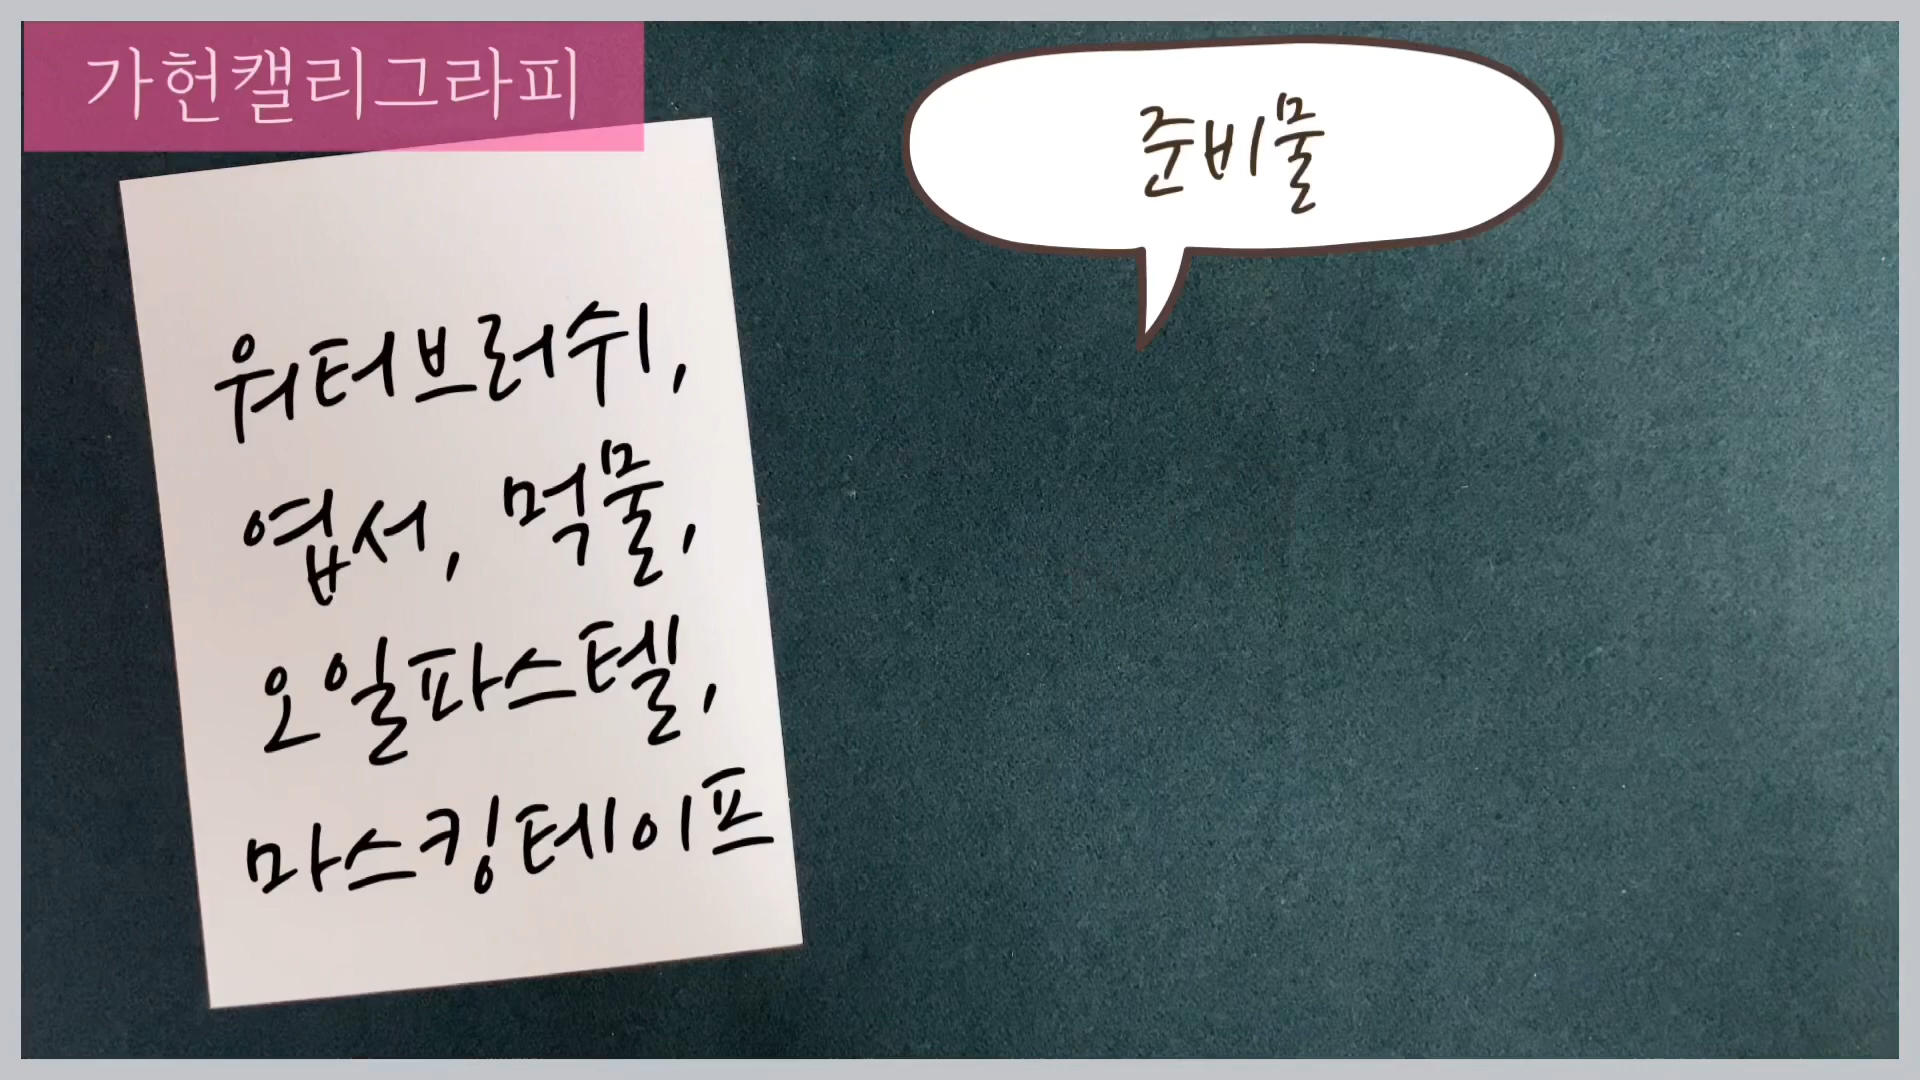 가헌캘리그라피
준비물
워터브러쉬,
엽서, 먹물,
오일파스텔,
마스킹테이프